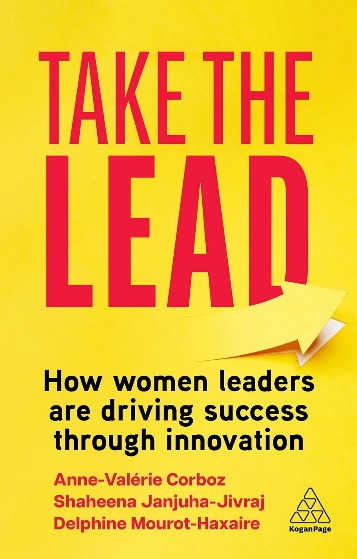 TAKE THE
LEAD
How women leaders
are driving success
through innovation
Anne-Valérie Corboz
Shaheena Janjuha-Jivraj
Delphine Mourot-Haxaire
KoganPage